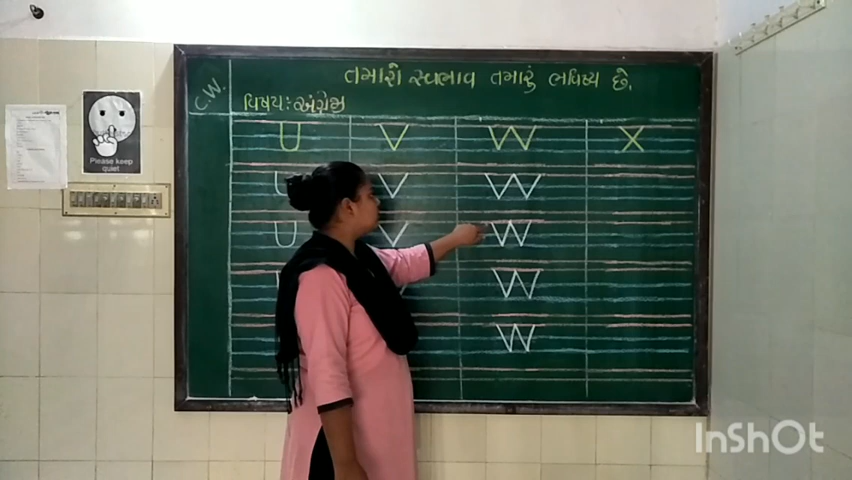 C.W.
તમારો સ્વભાવ તમારું ભવિષ્ય છે.
વિષય: અંગ્રેજી
U V W X
U V W
U V W
W
W
Please keep
quiet
InShOt